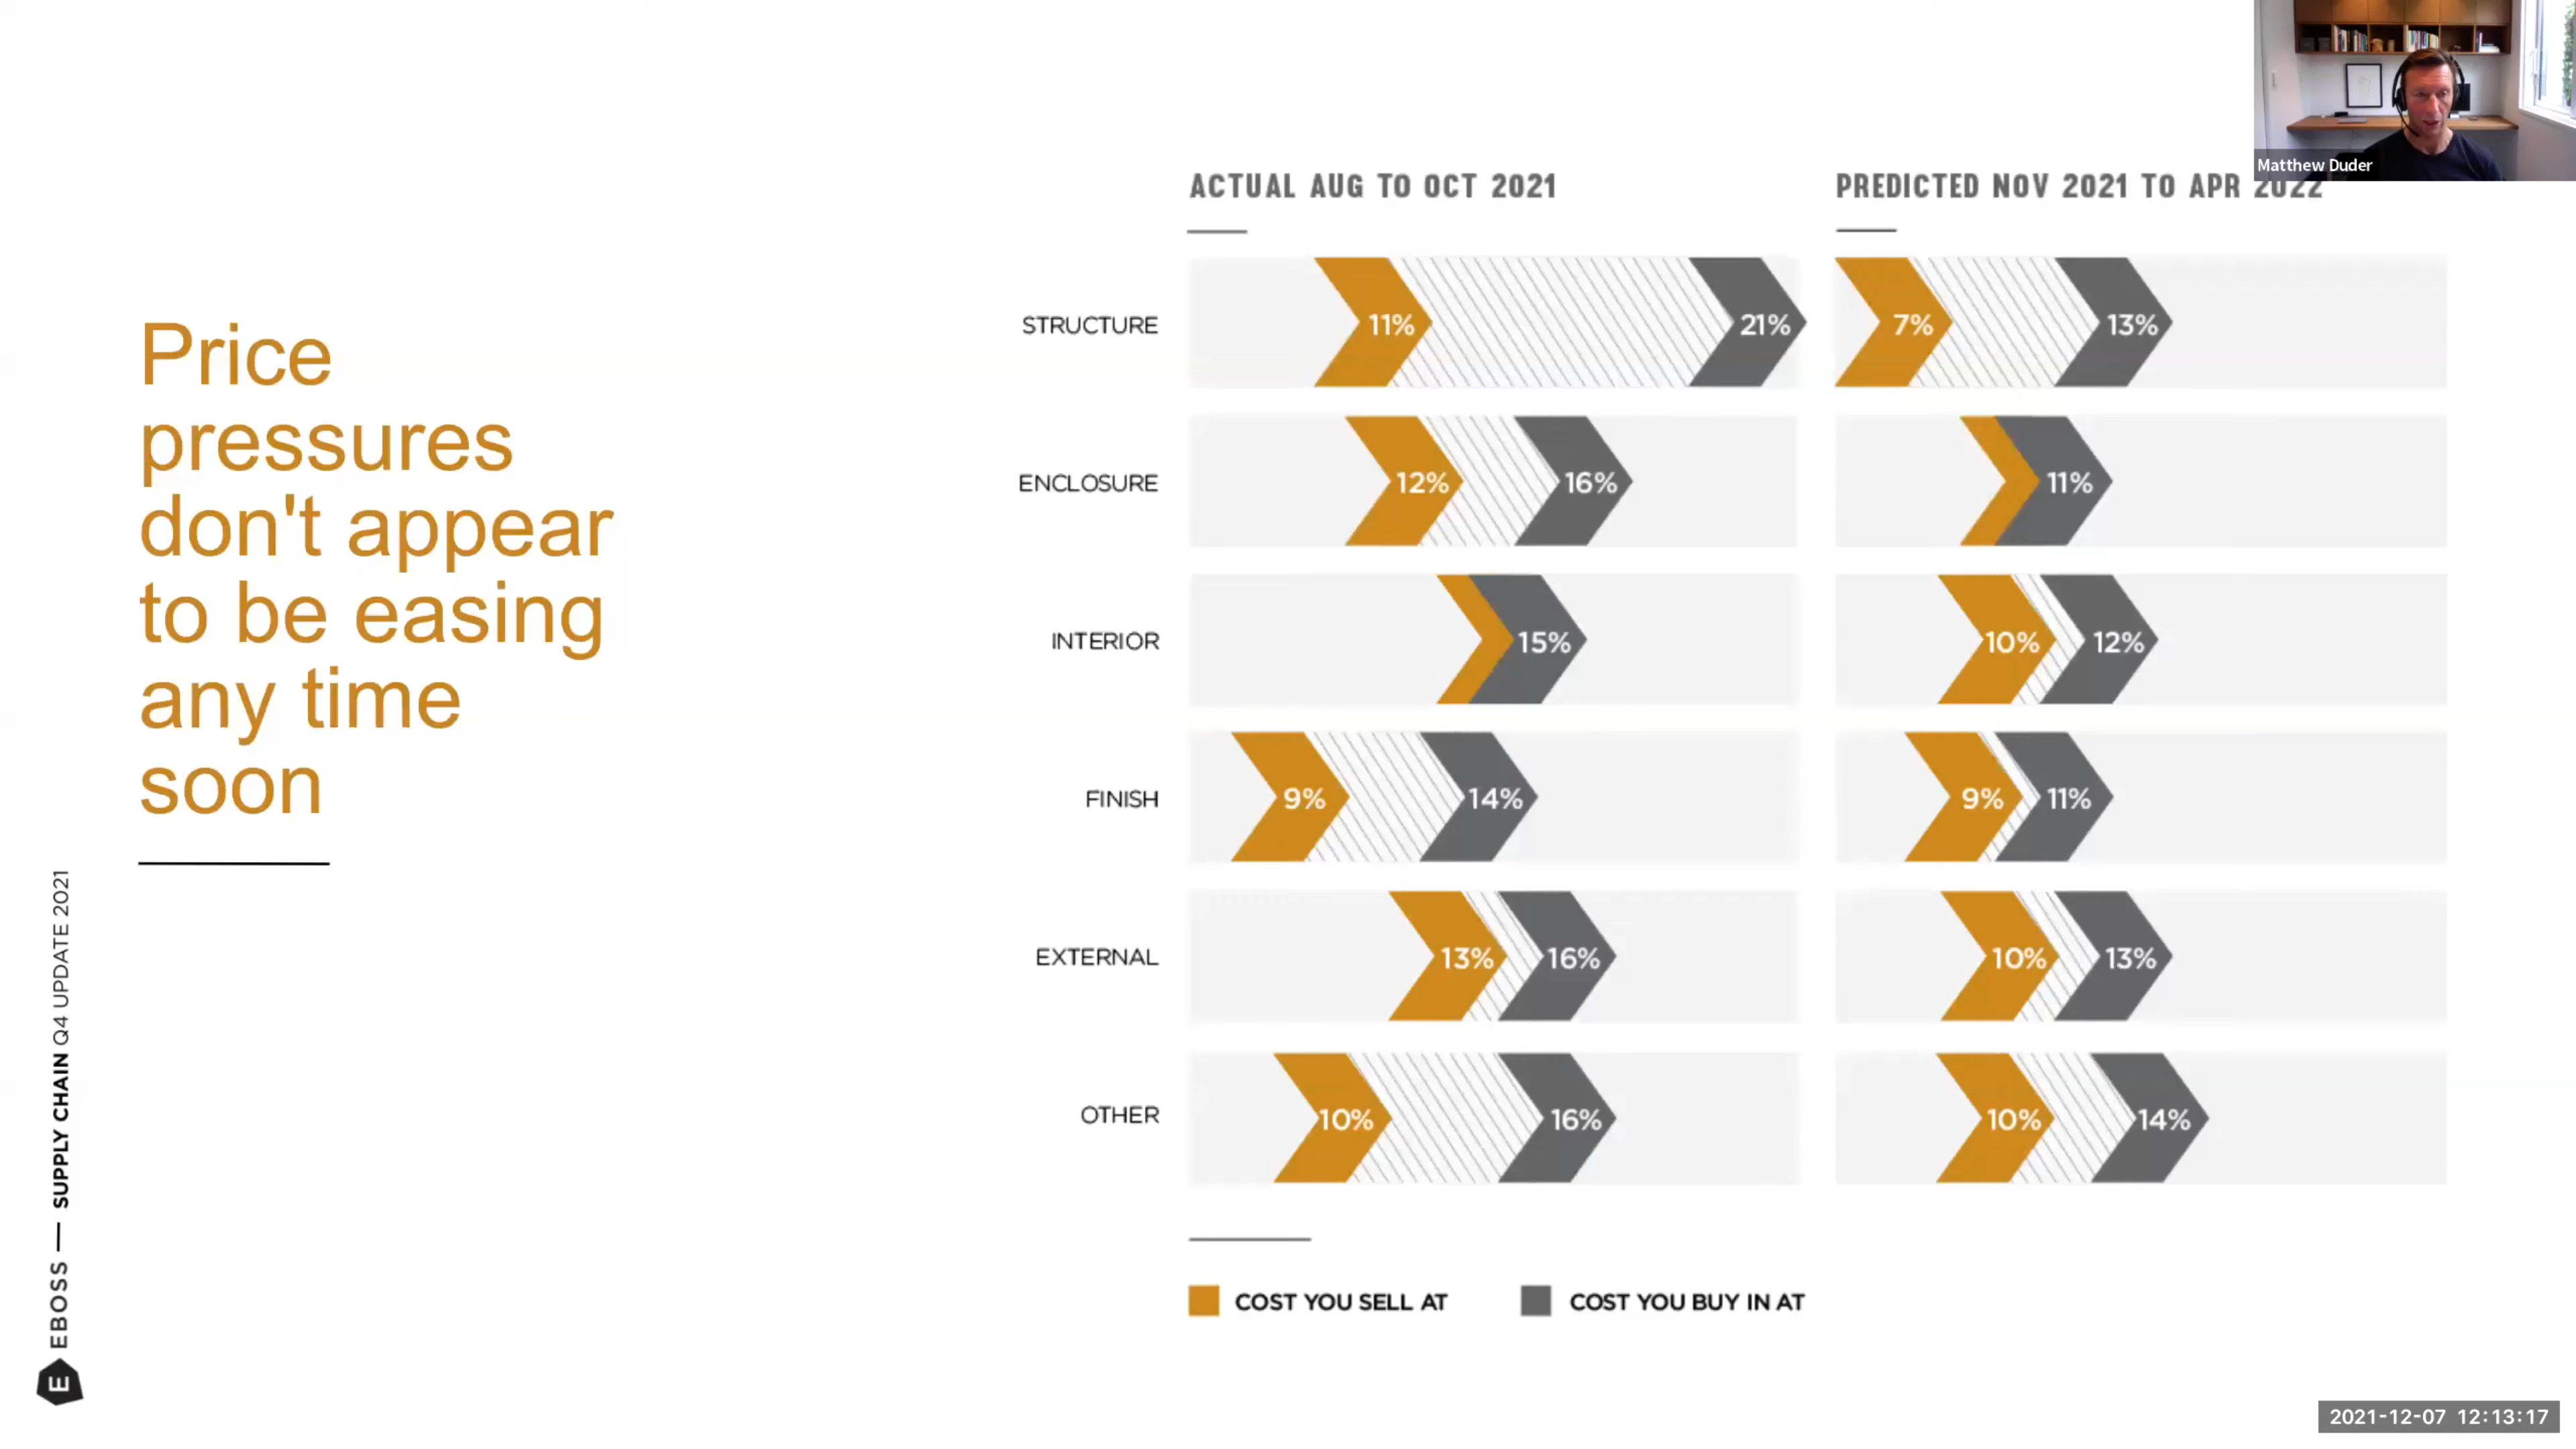 Matthew Duder
ACTUAL AUG TO OCT 2021
PREDICTED NOV 2021 TO APR 2022
Price
pressures
don't appear
to be easing
any time
soon
STRUCTURE 11% 21% 7% 13%
ENCLOSURE 12% 16% 11%
INTERIOR 15% 10% 12%
FINISH 9% 14% 9% 11%
EXTERNAL 13% 16% 10% 13%
OTHER 10% 16% 10% 14%
COST YOU SELL AT
COST YOU BUY IN AT
E EBOSS — SUPPLY CHAIN Q4 UPDATE 2021
2021-12-07 12:13:17